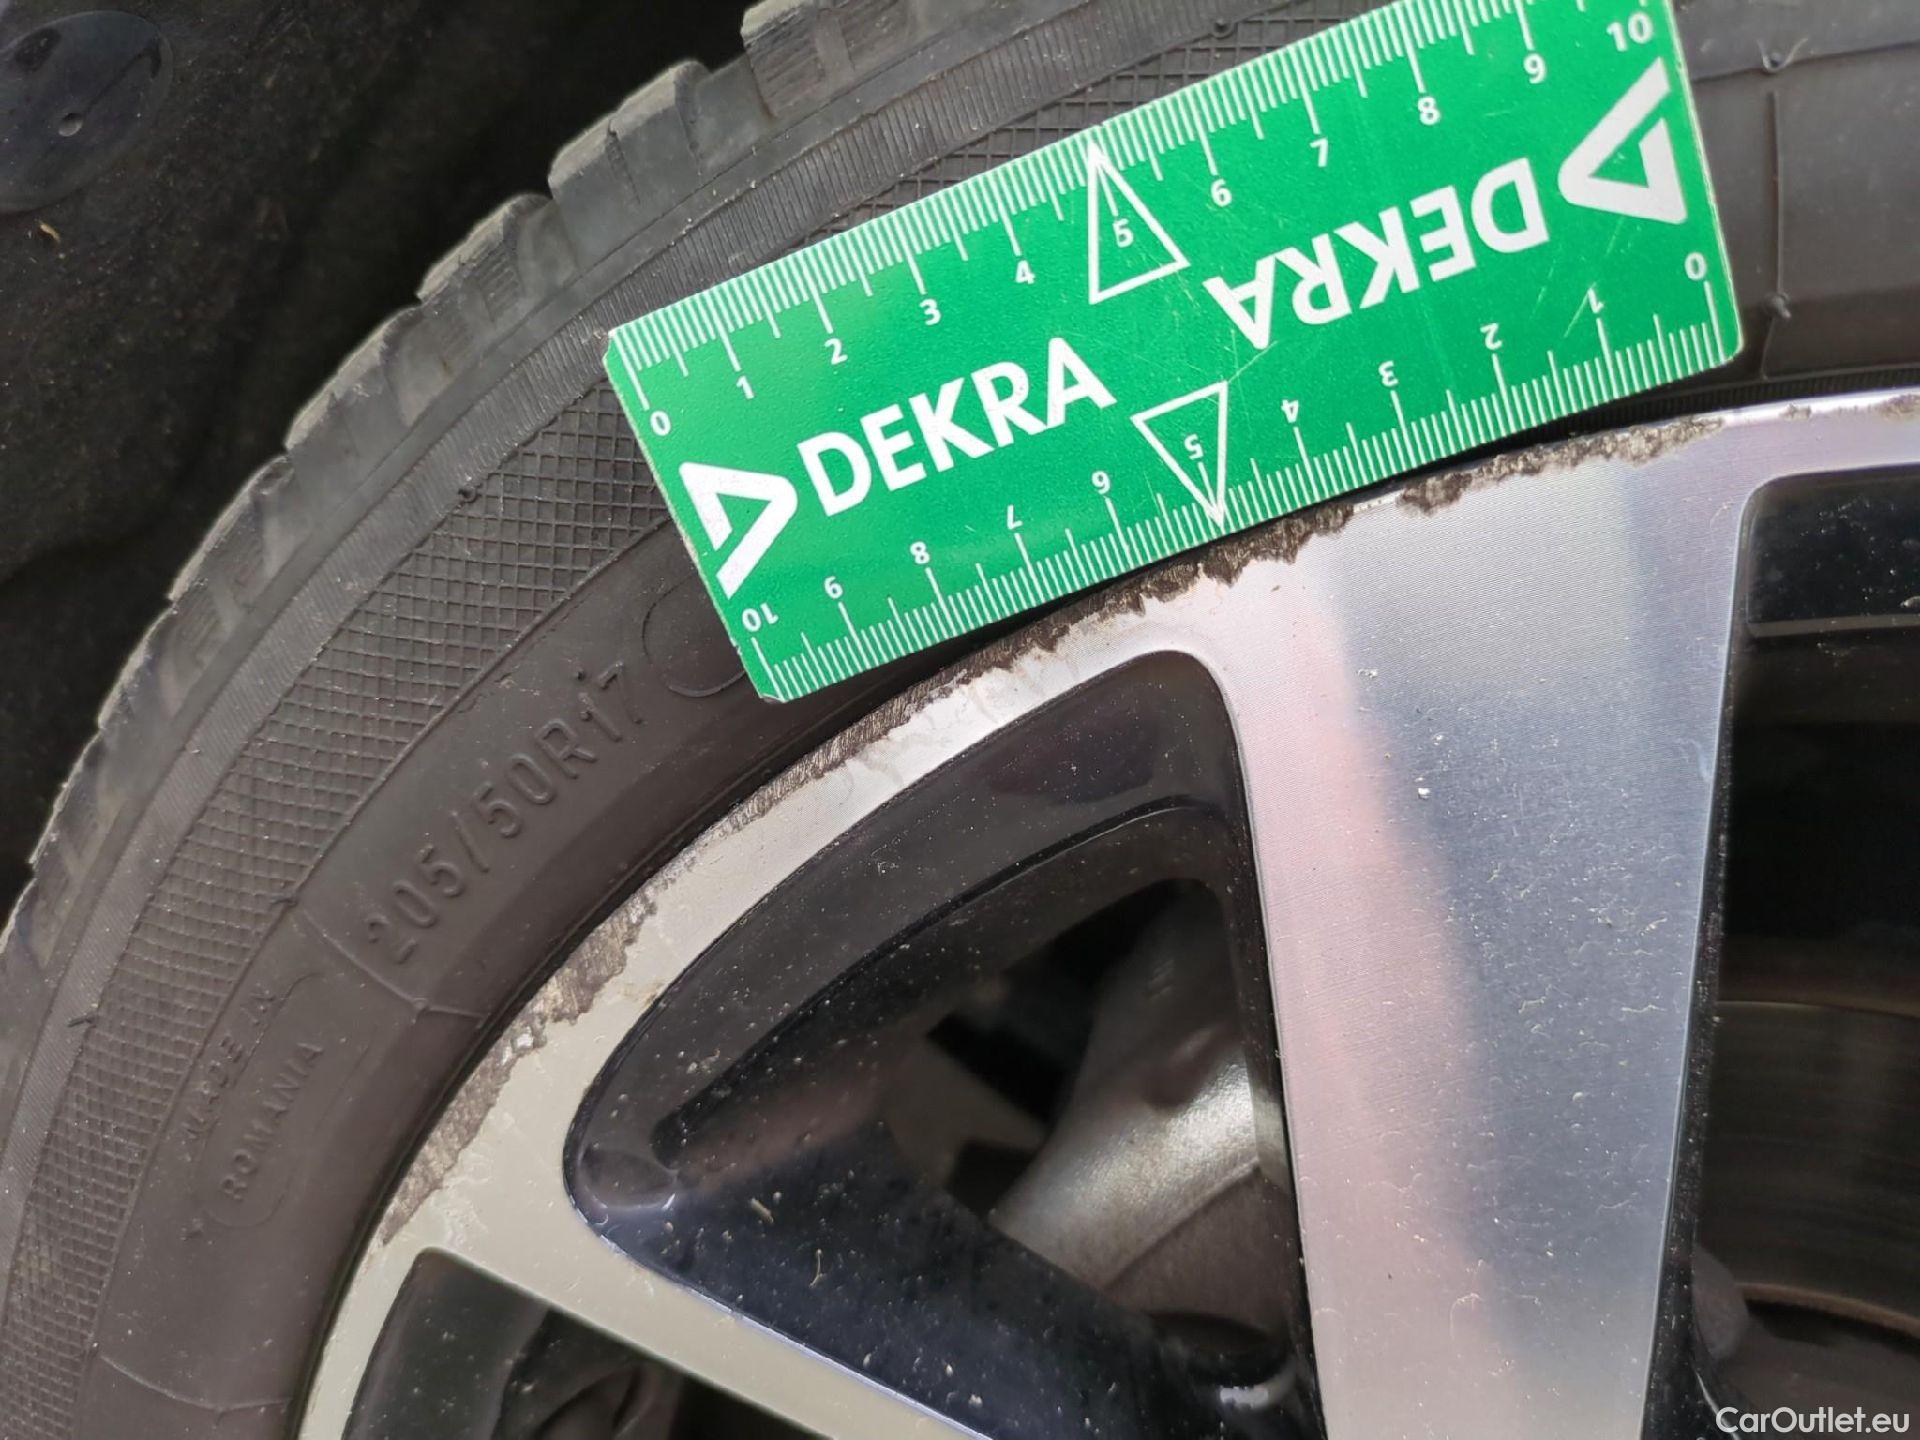 0 1 2 3 4 5 6 7 8 9 10
DEKRA
DEKRA
0 1 2 3 4 5 6 7 8 9 10
205/50R17
MADE IN
ROMANIA
CarOutlet.eu